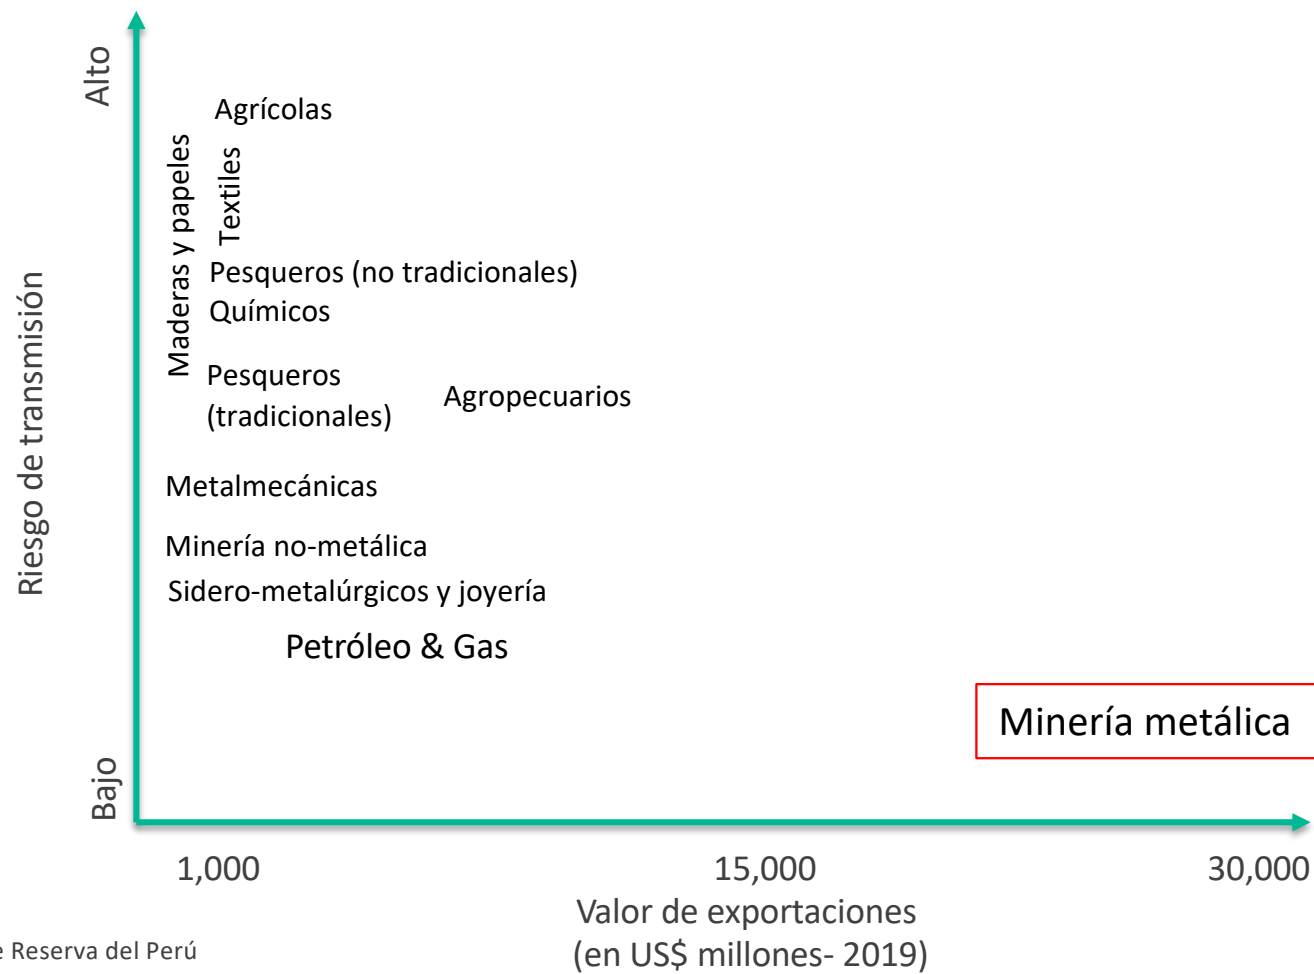 Alto
Agrícolas
Maderas y papeles
Textiles
Pesqueros (no tradicionales)
Químicos
Riesgo de transmisión
Pesqueros
(tradicionales)
Agropecuarios
Metalmecánicas
Minería no-metálica
Sidero-metalúrgicos y joyería
Petróleo & Gas
Minería metálica
Bajo
1,000
15,000
30,000
Valor de exportaciones
(en US$ millones- 2019)
Reserva del Perú